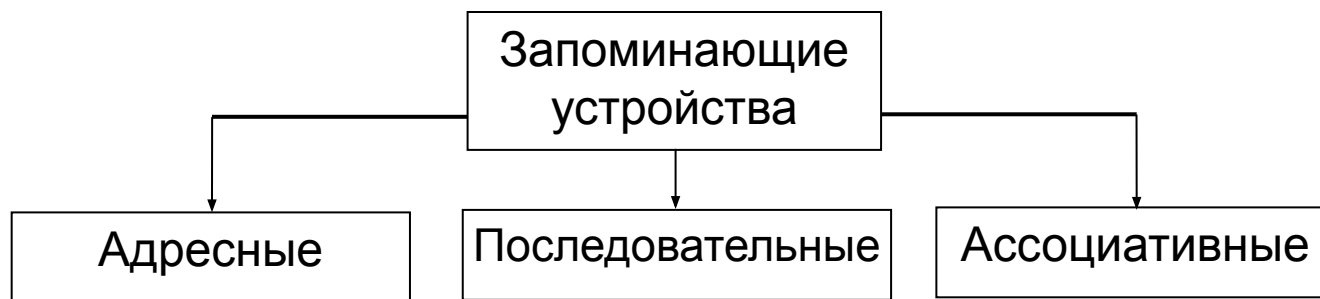 Запоминающие
устройства
Адресные
Последовательные
Ассоциативные